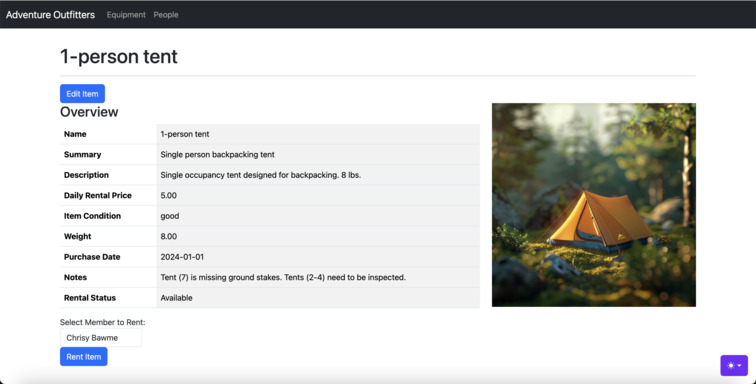 Adventure Outfitters Equipment People
1-person tent
Edit Item
Overview
Name 1-person tent
Summary Single person backpacking tent
Description Single occupancy tent designed for backpacking. 8 lbs.
Daily Rental Price 5.00
Item Condition good
Weight 8.00
Purchase Date 2024-01-01
Notes Tent (7) is missing ground stakes. Tents (2-4) need to be inspected.
Rental Status Available
Select Member to Rent:
Chrisy Bawme
Rent Item